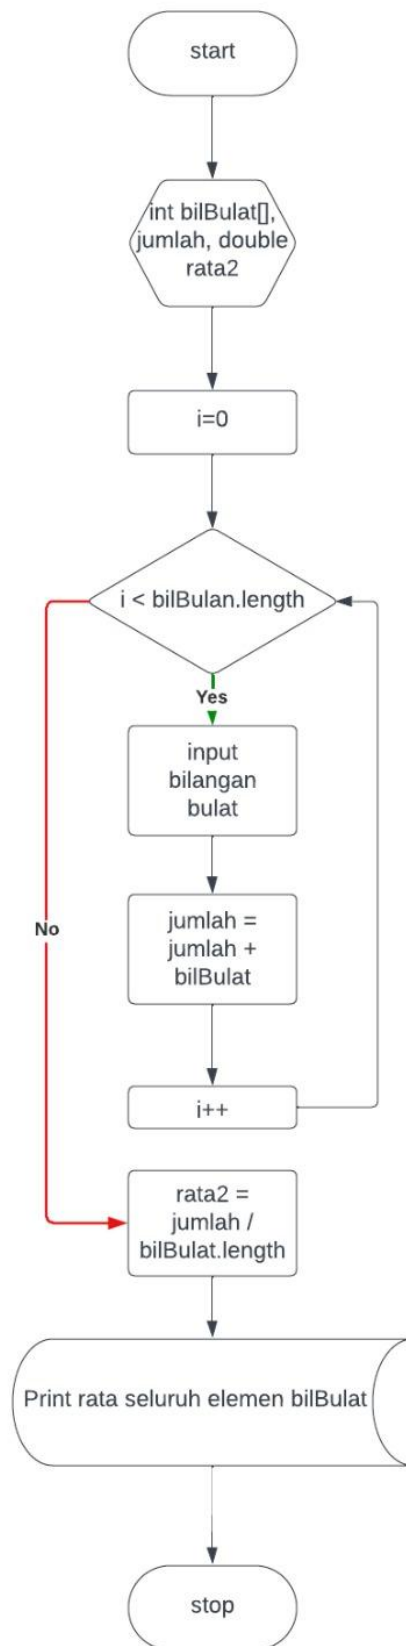 start
int bilBulat[],
jumlah, double
rata2
i=0
i < bilBulan.length
Yes
input
bilangan
bulat
No
jumlah =
jumlah +
bilBulat
i++
rata2 =
jumlah /
bilBulat.length
Print rata seluruh elemen bilBulat
stop